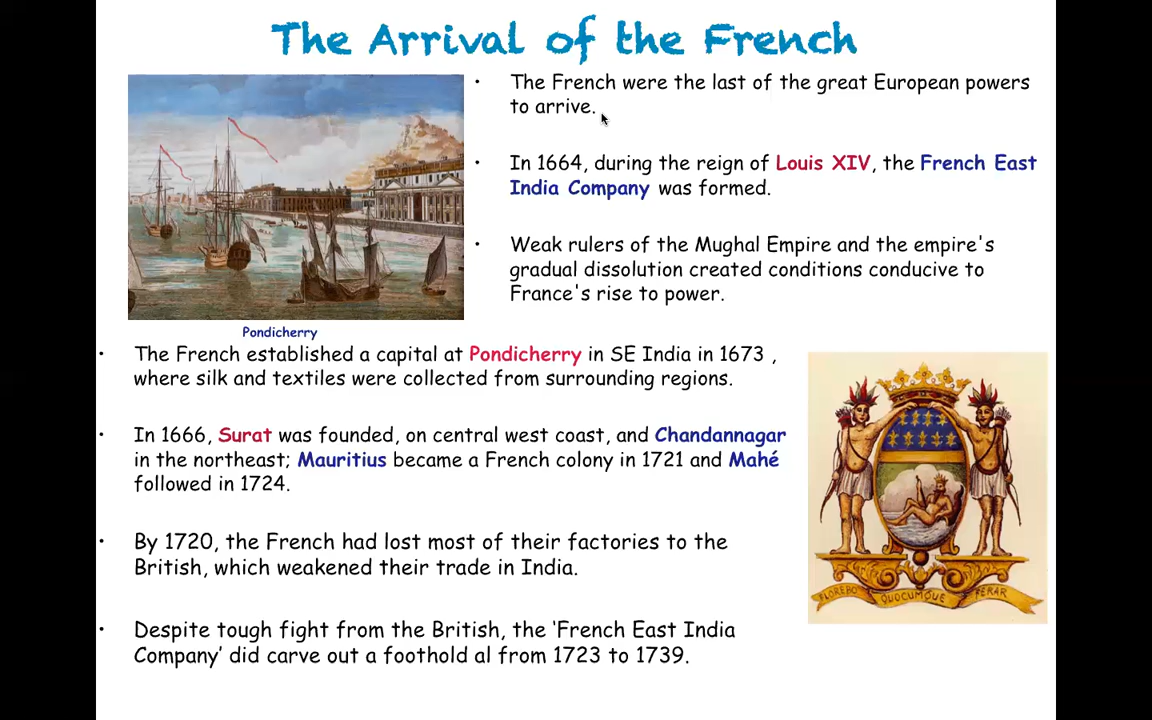 The Arrival of the French
• The French were the last of the great European powers
to arrive.
• In 1664, during the reign of Louis XIV, the French East
India Company was formed.
• Weak rulers of the Mughal Empire and the empire's
gradual dissolution created conditions conducive to
France's rise to power.
Pondicherry
• The French established a capital at Pondicherry in SE India in 1673 ,
where silk and textiles were collected from surrounding regions.
• In 1666, Surat was founded, on central west coast, and Chandannagar
in the northeast; Mauritius became a French colony in 1721 and Mahé
followed in 1724.
• By 1720, the French had lost most of their factories to the
British, which weakened their trade in India.
• Despite tough fight from the British, the ‘French East India
Company’ did carve out a foothold al from 1723 to 1739.
FLOREBO QUOCUMQUE FERAR